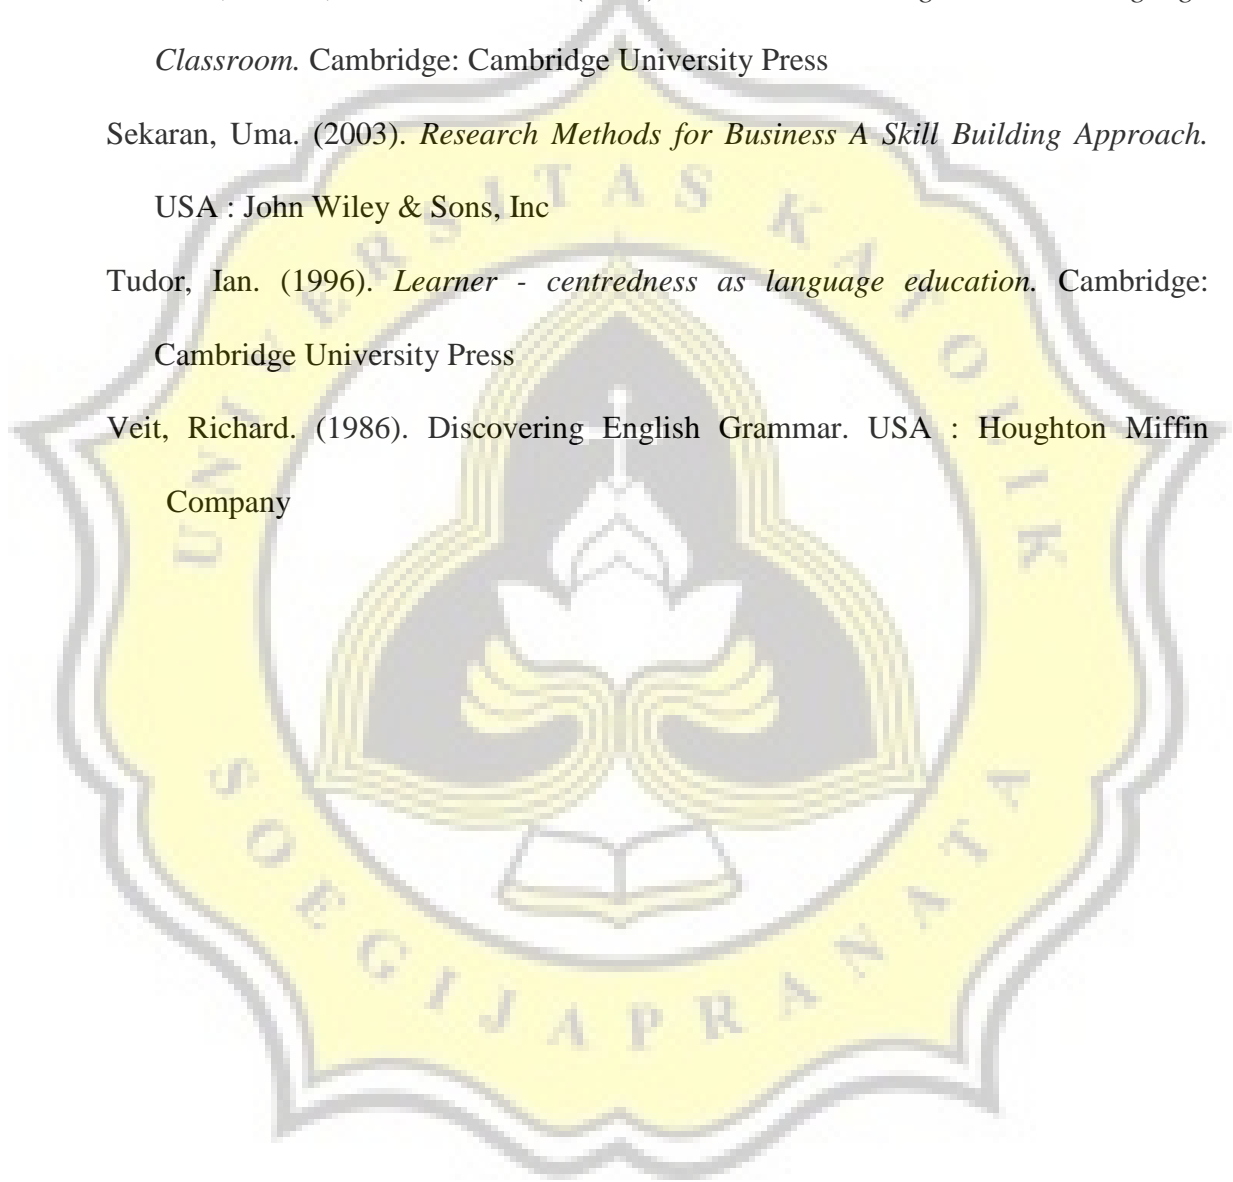 Classroom. Cambridge: Cambridge University Press
Sekaran, Uma. (2003). Research Methods for Business A Skill Building Approach.
USA : John Wiley & Sons, Inc
Tudor, Ian. (1996). Learner - centredness as language education. Cambridge:
Cambridge University Press
Veit, Richard. (1986). Discovering English Grammar. USA : Houghton Miffin
Company
UNIVERSITAS KATOLIK
SOEGIJAPRANATA